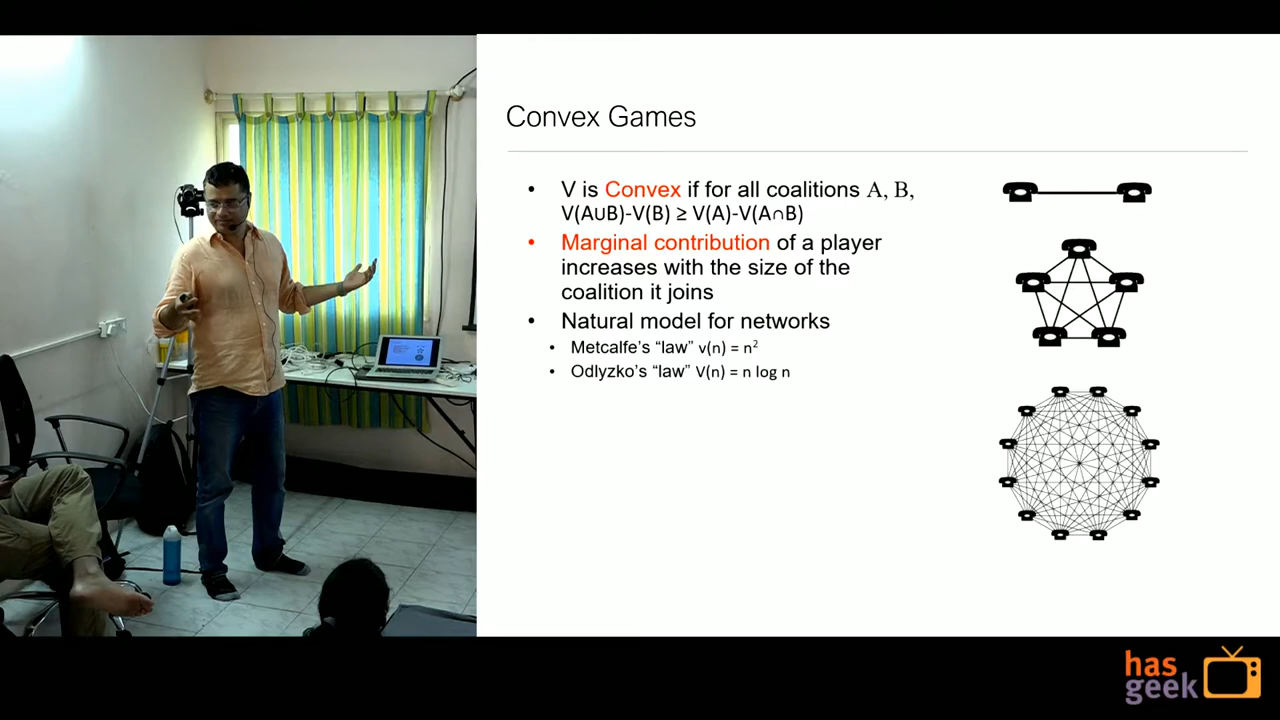 Convex Games
• V is Convex if for all coalitions A, B,
V(A∪B)-V(B) ≥ V(A)-V(A∩B)
• Marginal contribution of a player
increases with the size of the
coalition it joins
• Natural model for networks
• Metcalfe's “law” v(n) = n²
• Odlyzko's “law” V(n) = n log n
has
geek